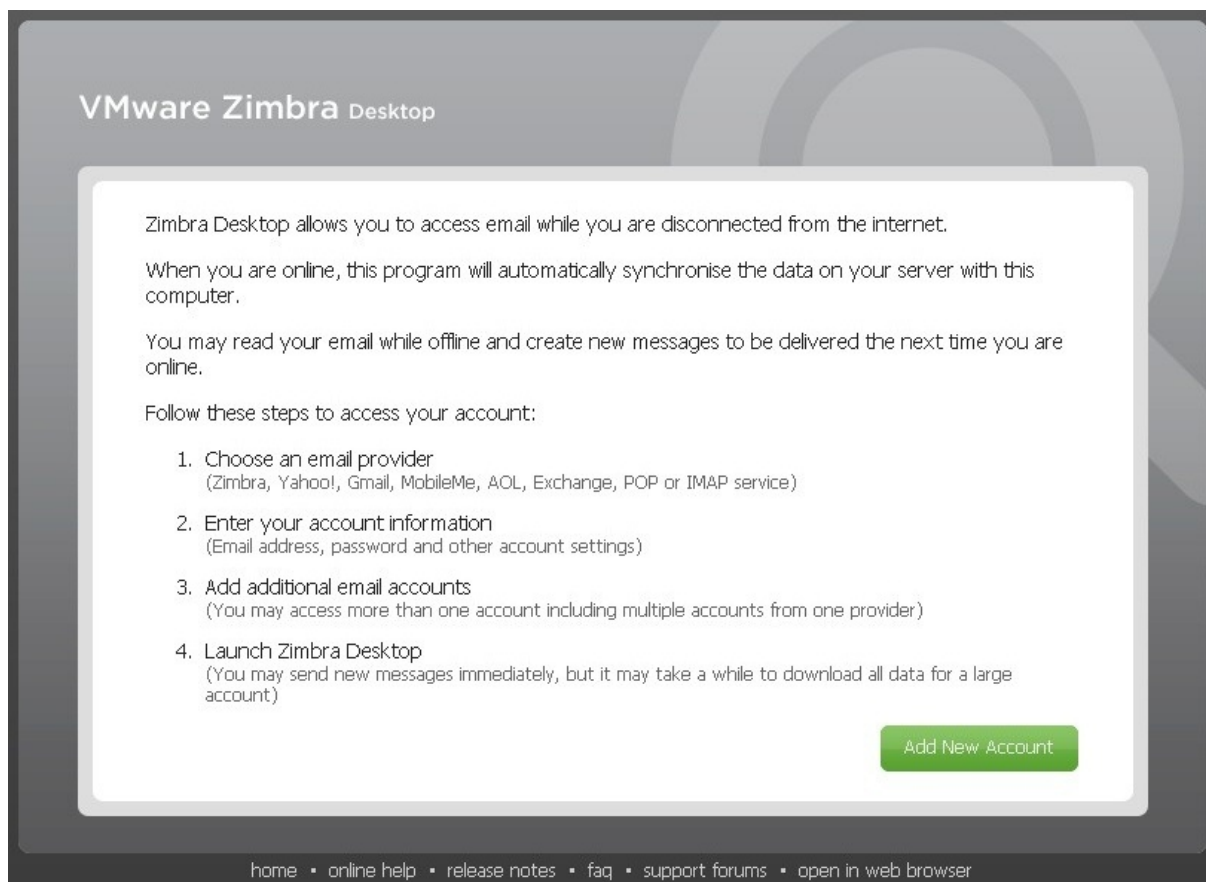 VMware Zimbra Desktop
Zimbra Desktop allows you to access email while you are disconnected from the internet.
When you are online, this program will automatically synchronise the data on your server with this
computer.
You may read your email while offline and create new messages to be delivered the next time you are
online.
Follow these steps to access your account:
1. Choose an email provider
(Zimbra, Yahoo!, Gmail, MobileMe, AOL, Exchange, POP or IMAP service)
2. Enter your account information
(Email address, password and other account settings)
3. Add additional email accounts
(You may access more than one account including multiple accounts from one provider)
4. Launch Zimbra Desktop
(You may send new messages immediately, but it may take a while to download all data for a large
account)
Add New Account
home ▪ online help ▪ release notes ▪ faq ▪ support forums ▪ open in web browser